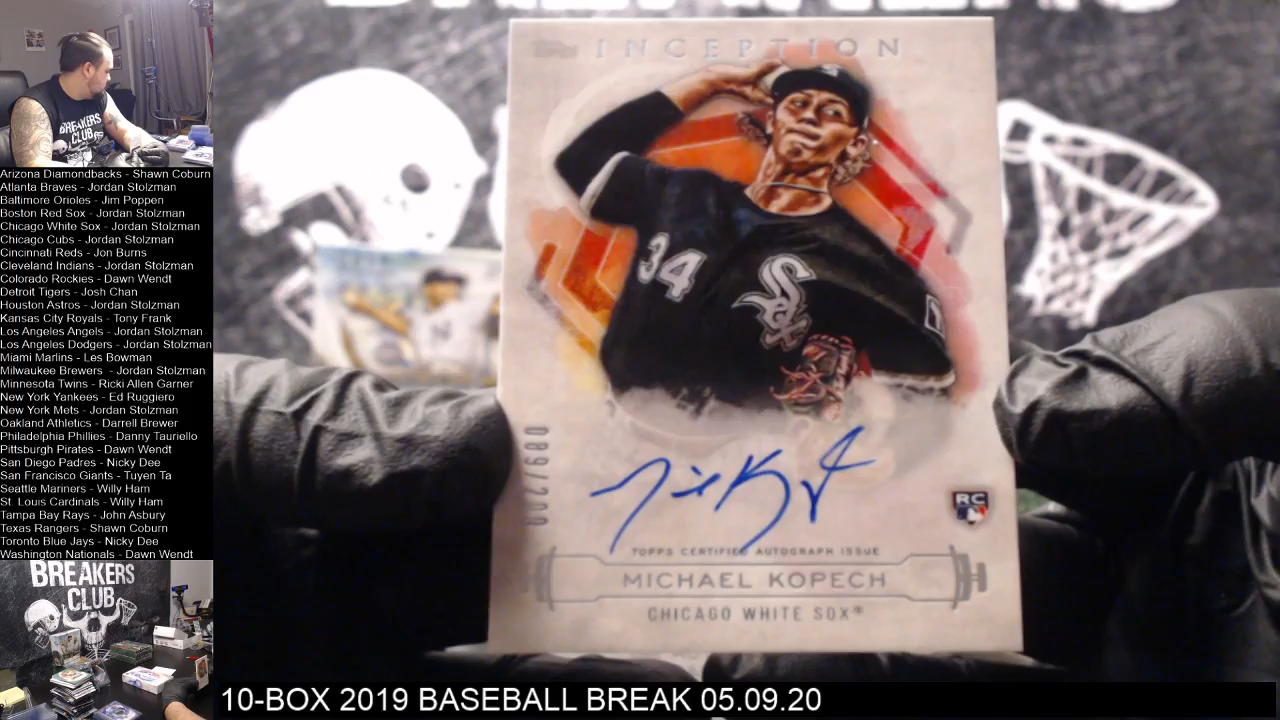 BREAKERS
CLUB
Arizona Diamondbacks - Shawn Coburn
Atlanta Braves - Jordan Stolzman
Baltimore Orioles - Jim Poppen
Boston Red Sox - Jordan Stolzman
Chicago White Sox - Jordan Stolzman
Chicago Cubs - Jordan Stolzman
Cincinnati Reds - Jon Burns
Cleveland Indians - Jordan Stolzman
Colorado Rockies - Dawn Wendt
Detroit Tigers - Josh Chan
Houston Astros - Jordan Stolzman
Kansas City Royals - Tony Frank
Los Angeles Angels - Jordan Stolzman
Los Angeles Dodgers - Jordan Stolzman
Miami Marlins - Les Bowman
Milwaukee Brewers - Jordan Stolzman
Minnesota Twins - Ricki Allen Garner
New York Yankees - Ed Ruggiero
New York Mets - Jordan Stolzman
Oakland Athletics - Darrell Brewer
Philadelphia Phillies - Danny Tauriello
Pittsburgh Pirates - Dawn Wendt
San Diego Padres - Nicky Dee
San Francisco Giants - Tuyen Ta
Seattle Mariners - Willy Ham
St. Louis Cardinals - Willy Ham
Tampa Bay Rays - John Asbury
Texas Rangers - Shawn Coburn
Toronto Blue Jays - Nicky Dee
Washington Nationals - Dawn Wendt
BREAKERS
CLUB
INCEPTION
34
Sox
089/220
RC
TOPPS CERTIFIED AUTOGRAPH ISSUE
MICHAEL KOPECH
CHICAGO WHITE SOX®
10-BOX 2019 BASEBALL BREAK 05.09.20